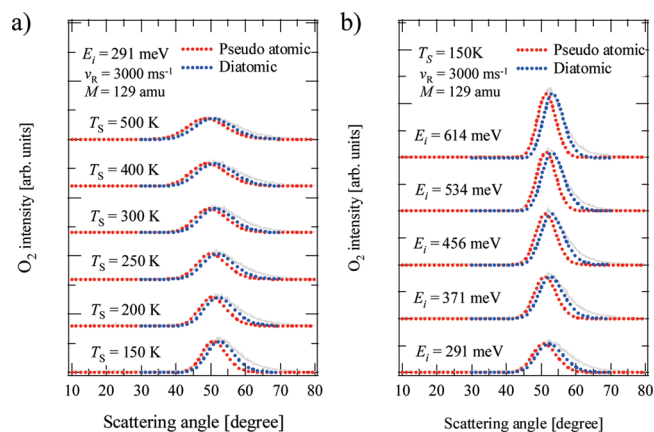 a)
E_i = 291 meV
v_R = 3000 ms⁻¹
M = 129 amu
Pseudo atomic
Diatomic
T_S = 500 K
T_S = 400 K
T_S = 300 K
T_S = 250 K
T_S = 200 K
T_S = 150 K
O₂ intensity [arb. units]
10 20 30 40 50 60 70 80
Scattering angle [degree]
b)
T_S = 150K
v_R = 3000 ms⁻¹
M = 129 amu
Pseudo atomic
Diatomic
E_i = 614 meV
E_i = 534 meV
E_i = 456 meV
E_i = 371 meV
E_i = 291 meV
O₂ intensity [arb. units]
10 20 30 40 50 60 70 80
Scattering angle [degree]